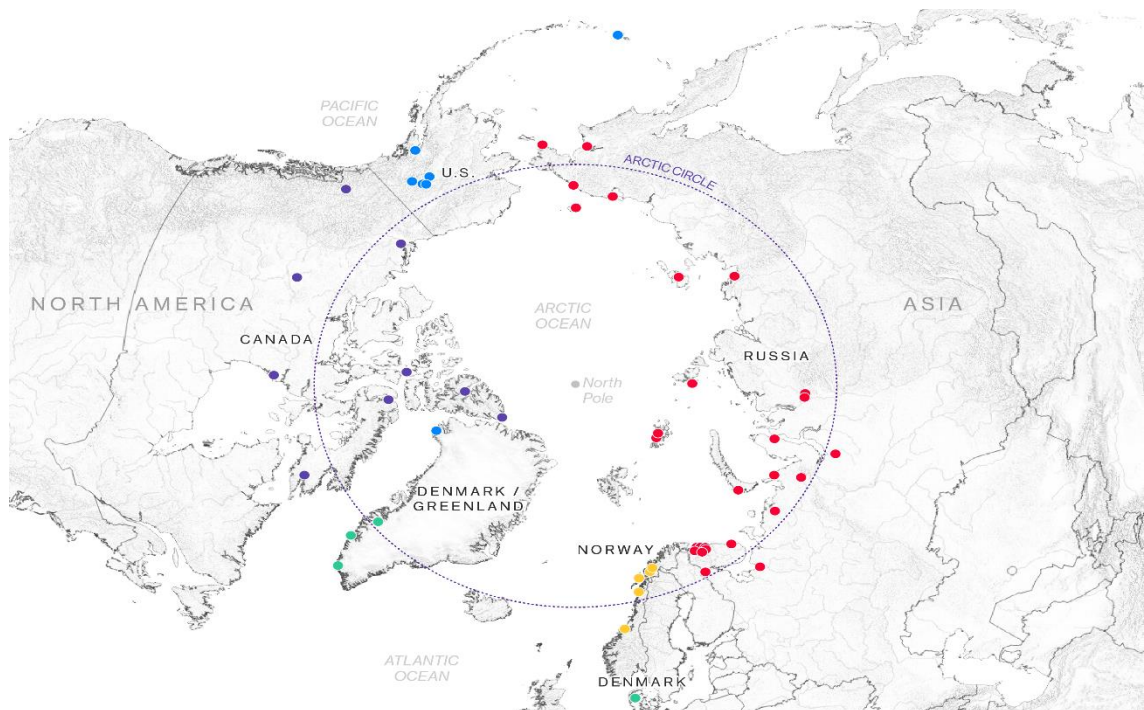 PACIFIC
OCEAN
U.S.
ARCTIC CIRCLE
NORTH AMERICA
ARCTIC
OCEAN
ASIA
CANADA
RUSSIA
North
Pole
DENMARK /
GREENLAND
NORWAY
ATLANTIC
OCEAN
DENMARK